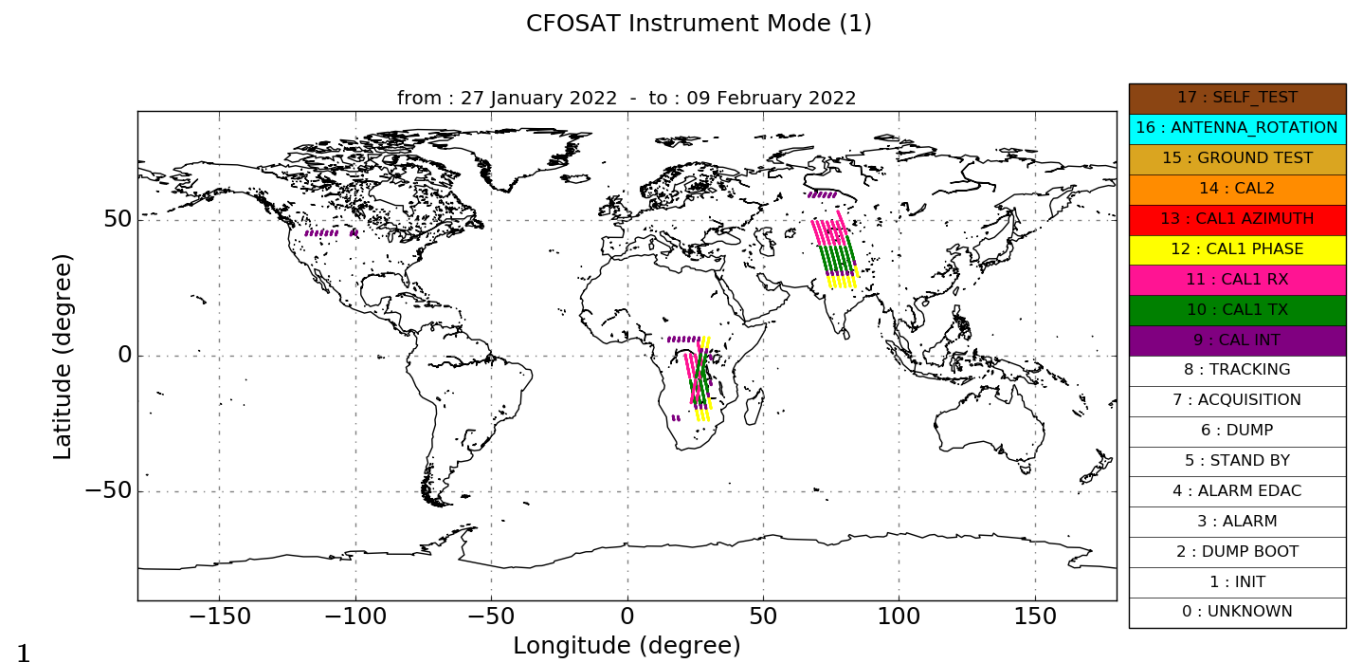 CFOSAT Instrument Mode (1)
from : 27 January 2022 - to : 09 February 2022
17 : SELF_TEST
16 : ANTENNA_ROTATION
15 : GROUND TEST
14 : CAL2
13 : CAL1 AZIMUTH
12 : CAL1 PHASE
11 : CAL1 RX
10 : CAL1 TX
9 : CAL INT
8 : TRACKING
7 : ACQUISITION
6 : DUMP
5 : STAND BY
4 : ALARM EDAC
3 : ALARM
2 : DUMP BOOT
1 : INIT
0 : UNKNOWN
Latitude (degree)
50
0
−50
−150 −100 −50 0 50 100 150
Longitude (degree)
1